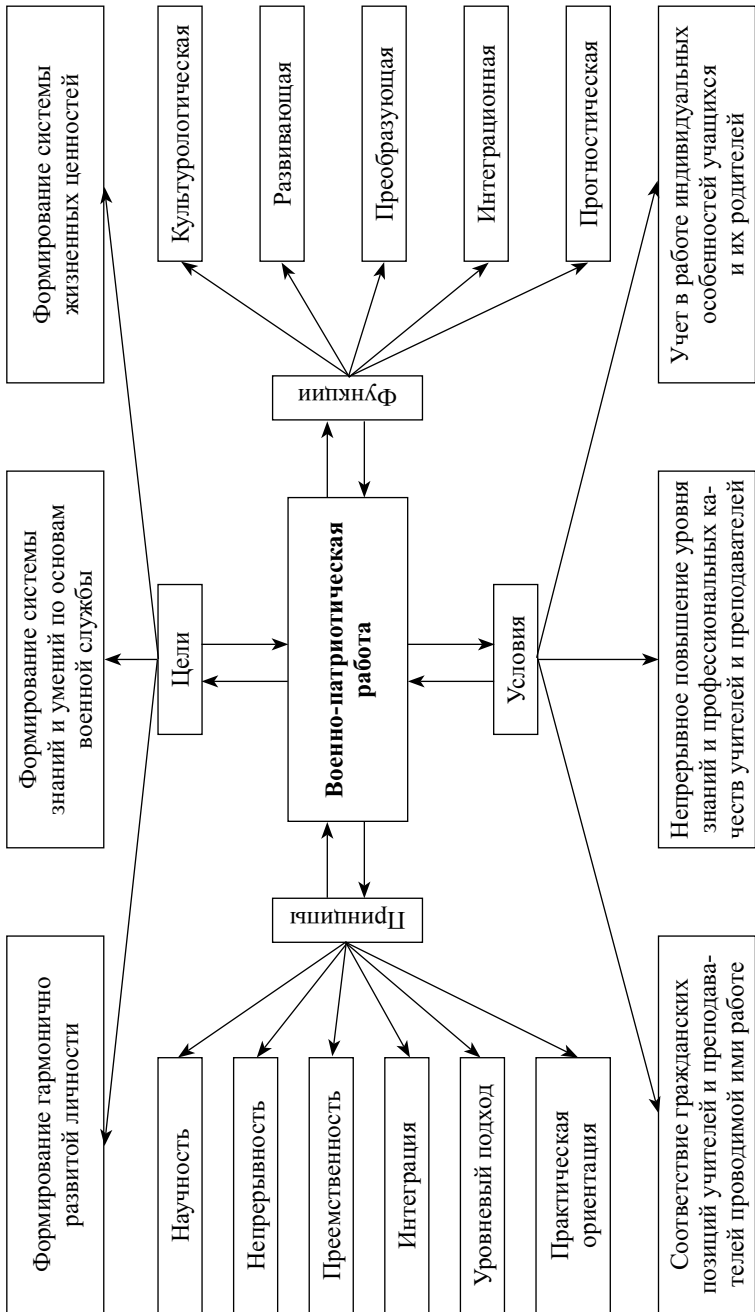 Формирование гармонично
развитой личности
Формирование системы
знаний и умений по основам
военной службы
Формирование системы
жизненных ценностей
Цели
Научность
Непрерывность
Преемственность
Интеграция
Уровневый подход
Практическая
ориентация
Принципы
Военно-патриотическая
работа
Функции
Культурологическая
Развивающая
Преобразующая
Интеграционная
Прогностическая
Условия
Соответствие гражданских
позиций учителей и преподава-
телей проводимой ими работе
Непрерывное повышение уровня
знаний и профессиональных ка-
честв учителей и преподавателей
Учет в работе индивидуальных
особенностей учащихся
и их родителей